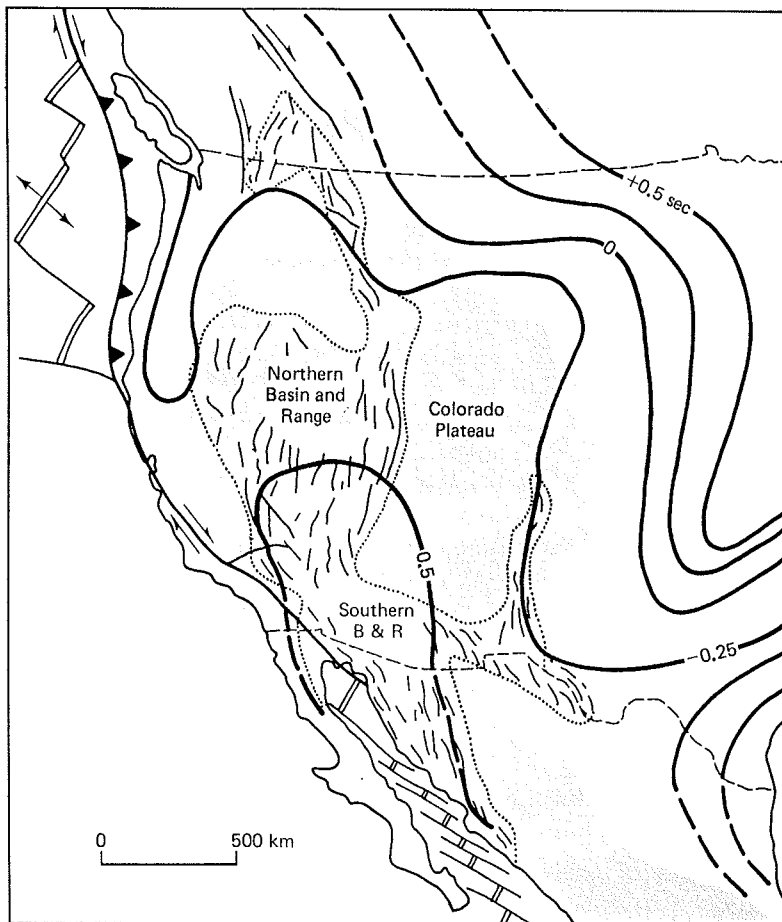 +0.5 sec
0
Northern
Basin and
Range
Colorado
Plateau
0.5
Southern
B & R
-0.25
0 500 km